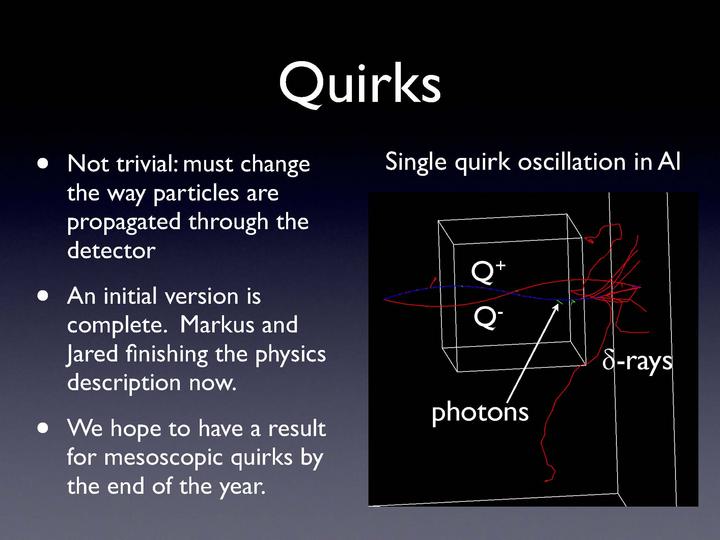 Quirks
• Not trivial: must change
the way particles are
propagated through the
detector
• An initial version is
complete.  Markus and
Jared finishing the physics
description now.
• We hope to have a result
for mesoscopic quirks by
the end of the year.
Single quirk oscillation in Al
Q+
Q-
δ-rays
photons